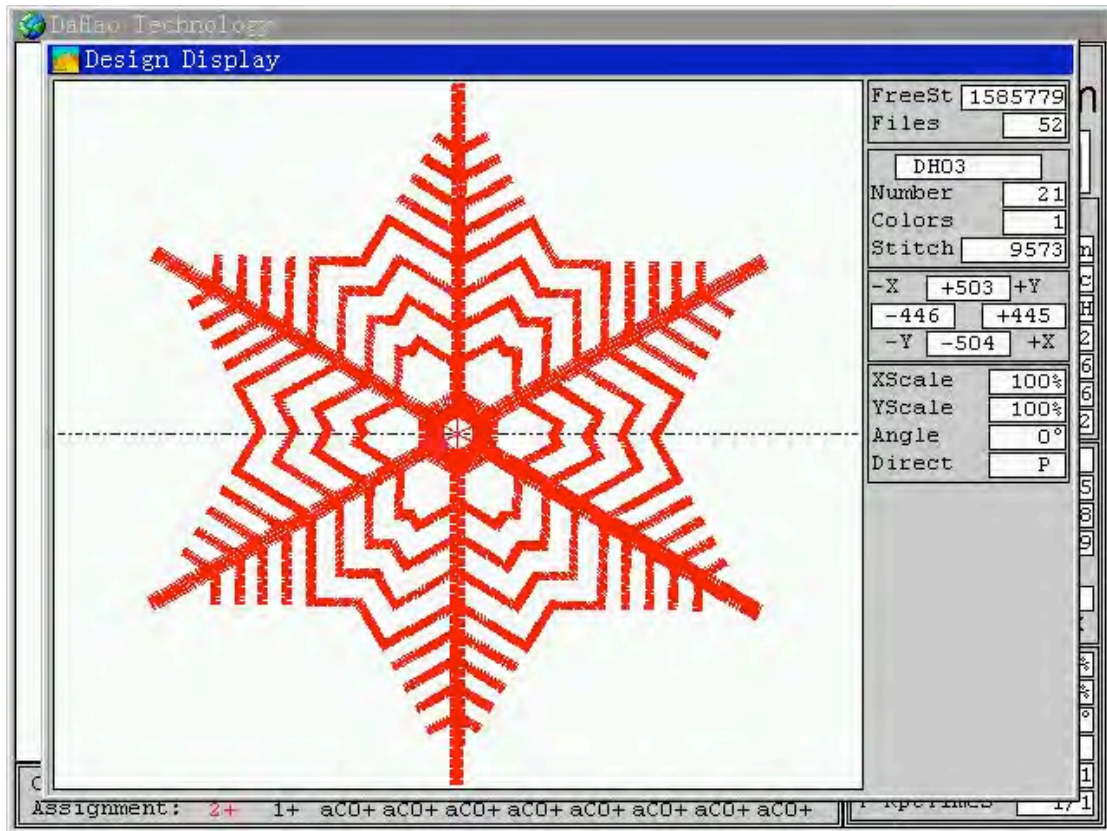 DaHao Technology
Design Display
FreeSt 1585779
Files 52
DH03
Number 21
Colors 1
Stitch 9573
-X +503 +Y
-446 +445
-Y -504 +X
XScale 100%
YScale 100%
Angle 0°
Direct P
Assignment: 2+ 1+ aC0+ aC0+ aC0+ aC0+ aC0+ aC0+ aC0+ aC0+